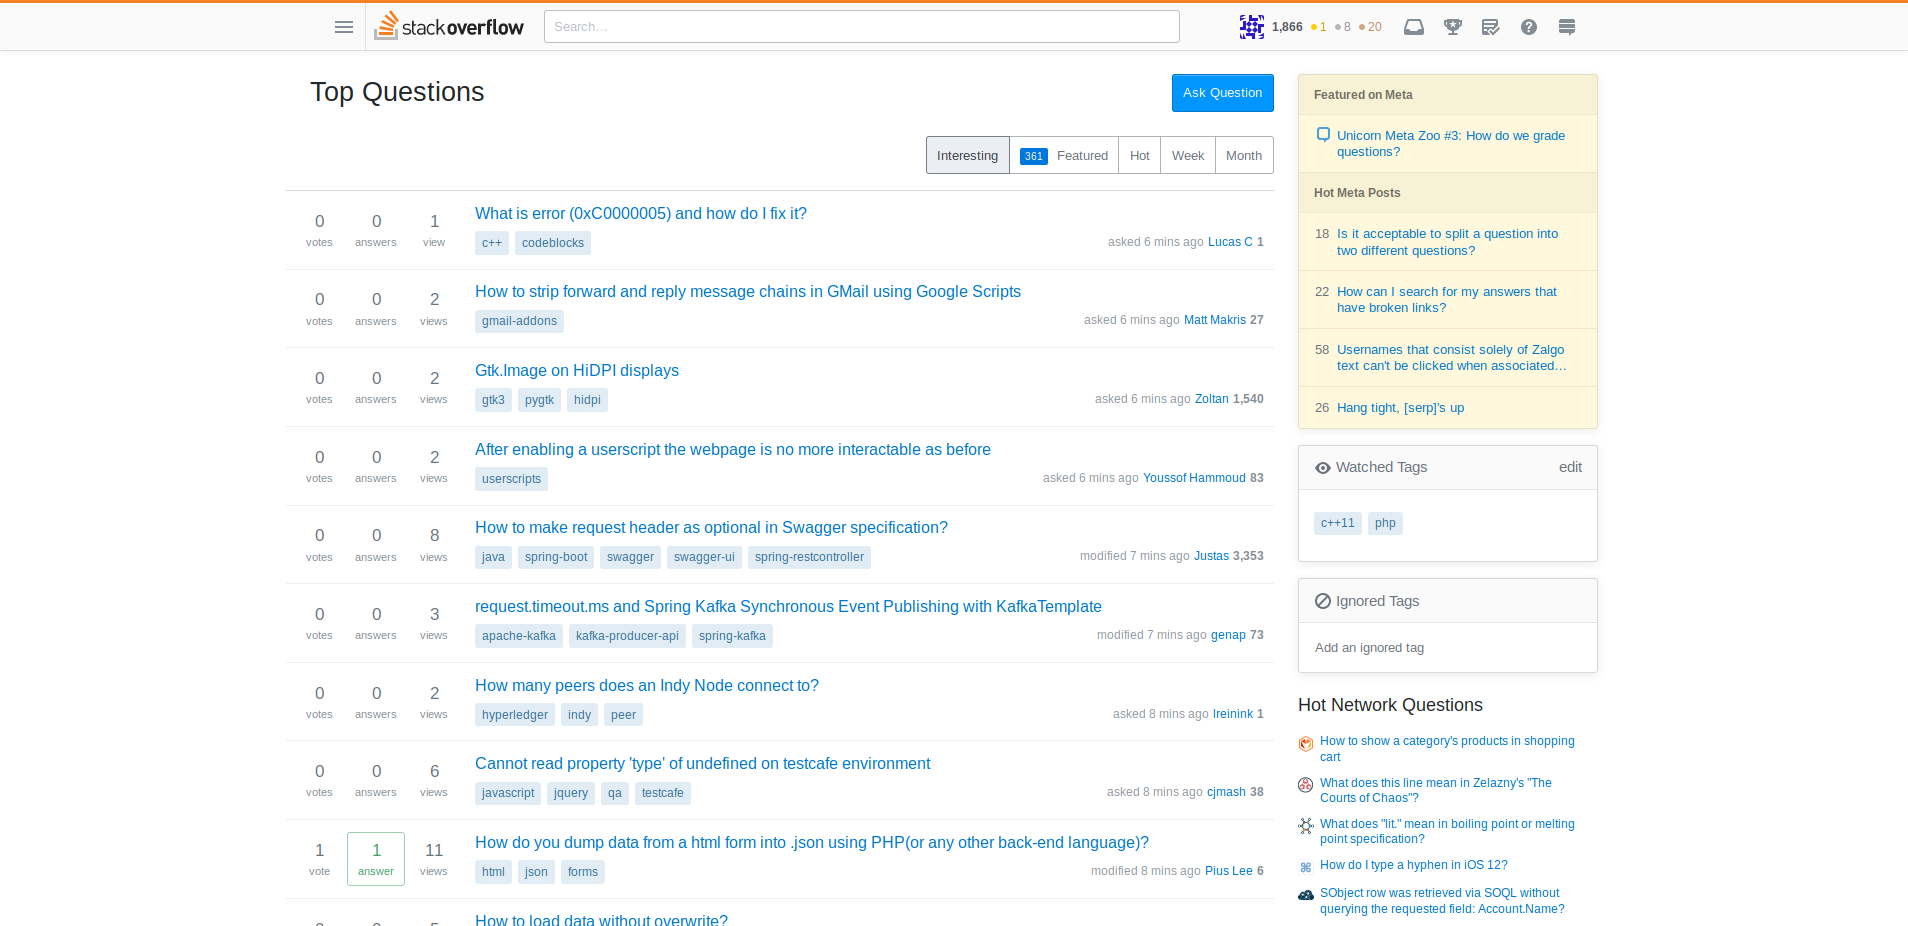 stackoverflow
Search...
1,866 1 8 20
Top Questions
Ask Question
Interesting 361 Featured Hot Week Month
0 votes 0 answers 1 view
What is error (0xC0000005) and how do I fix it?
c++ codeblocks
asked 6 mins ago Lucas C 1
0 votes 0 answers 2 views
How to strip forward and reply message chains in GMail using Google Scripts
gmail-addons
asked 6 mins ago Matt Makris 27
0 votes 0 answers 2 views
Gtk.Image on HiDPI displays
gtk3 pygtk hidpi
asked 6 mins ago Zoltan 1,540
0 votes 0 answers 2 views
After enabling a userscript the webpage is no more interactable as before
userscripts
asked 6 mins ago Youssof Hammoud 83
0 votes 0 answers 8 views
How to make request header as optional in Swagger specification?
java spring-boot swagger swagger-ui spring-restcontroller
modified 7 mins ago Justas 3,353
0 votes 0 answers 3 views
request.timeout.ms and Spring Kafka Synchronous Event Publishing with KafkaTemplate
apache-kafka kafka-producer-api spring-kafka
modified 7 mins ago genap 73
0 votes 0 answers 2 views
How many peers does an Indy Node connect to?
hyperledger indy peer
asked 8 mins ago Ireinink 1
0 votes 0 answers 6 views
Cannot read property 'type' of undefined on testcafe environment
javascript jquery qa testcafe
asked 8 mins ago cjmash 38
1 vote 1 answer 11 views
How do you dump data from a html form into .json using PHP(or any other back-end language)?
html json forms
modified 8 mins ago Pius Lee 6
How to load data without overwrite?
Featured on Meta
Unicorn Meta Zoo #3: How do we grade
questions?
Hot Meta Posts
18 Is it acceptable to split a question into
two different questions?
22 How can I search for my answers that
have broken links?
58 Usernames that consist solely of Zalgo
text can't be clicked when associated...
26 Hang tight, [serp]'s up
Watched Tags edit
c++11 php
Ignored Tags
Add an ignored tag
Hot Network Questions
How to show a category's products in shopping
cart
What does this line mean in Zelazny's "The
Courts of Chaos"?
What does "lit." mean in boiling point or melting
point specification?
How do I type a hyphen in iOS 12?
SObject row was retrieved via SOQL without
querying the requested field: Account.Name?